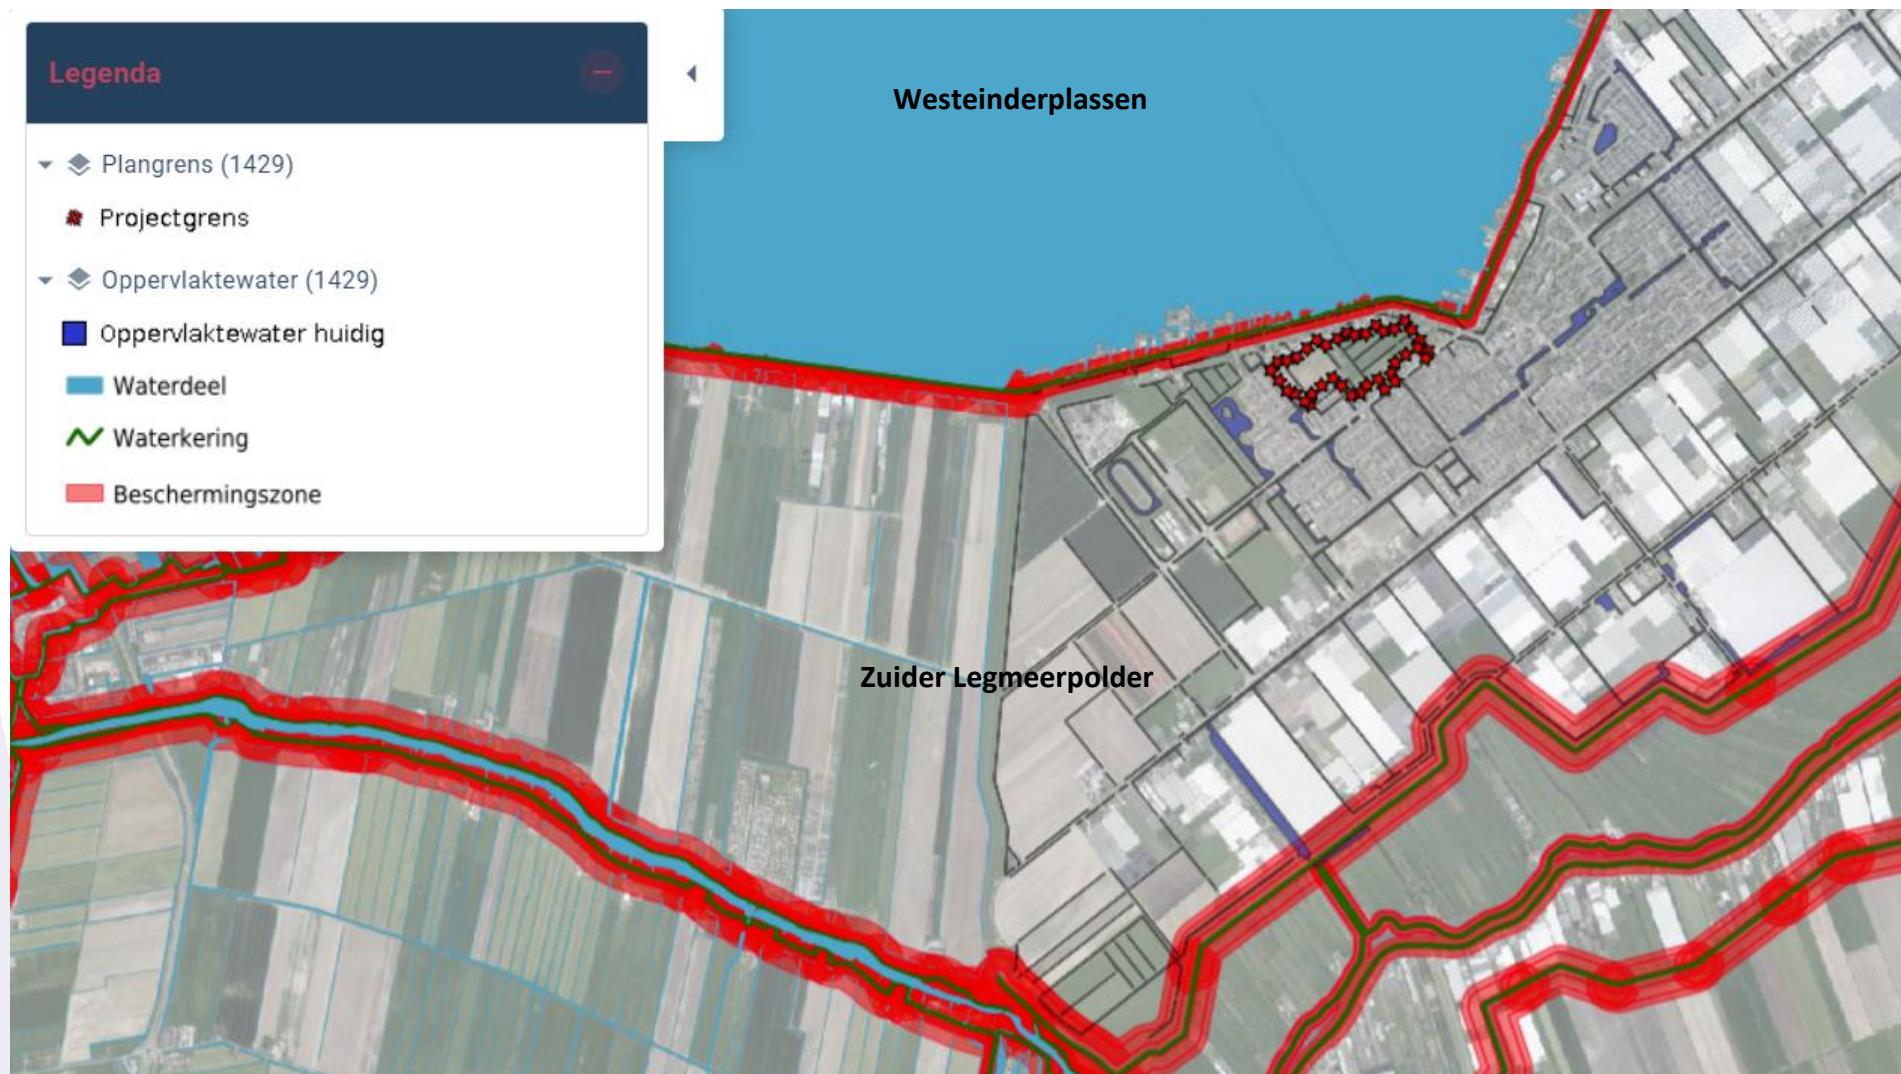 Legenda
Westeinderplassen
Plangrens (1429)
Projectgrens
Oppervlaktewater (1429)
Oppervlaktewater huidig
Waterdeel
Waterkering
Beschermingszone
Zuider Legmeerpolder